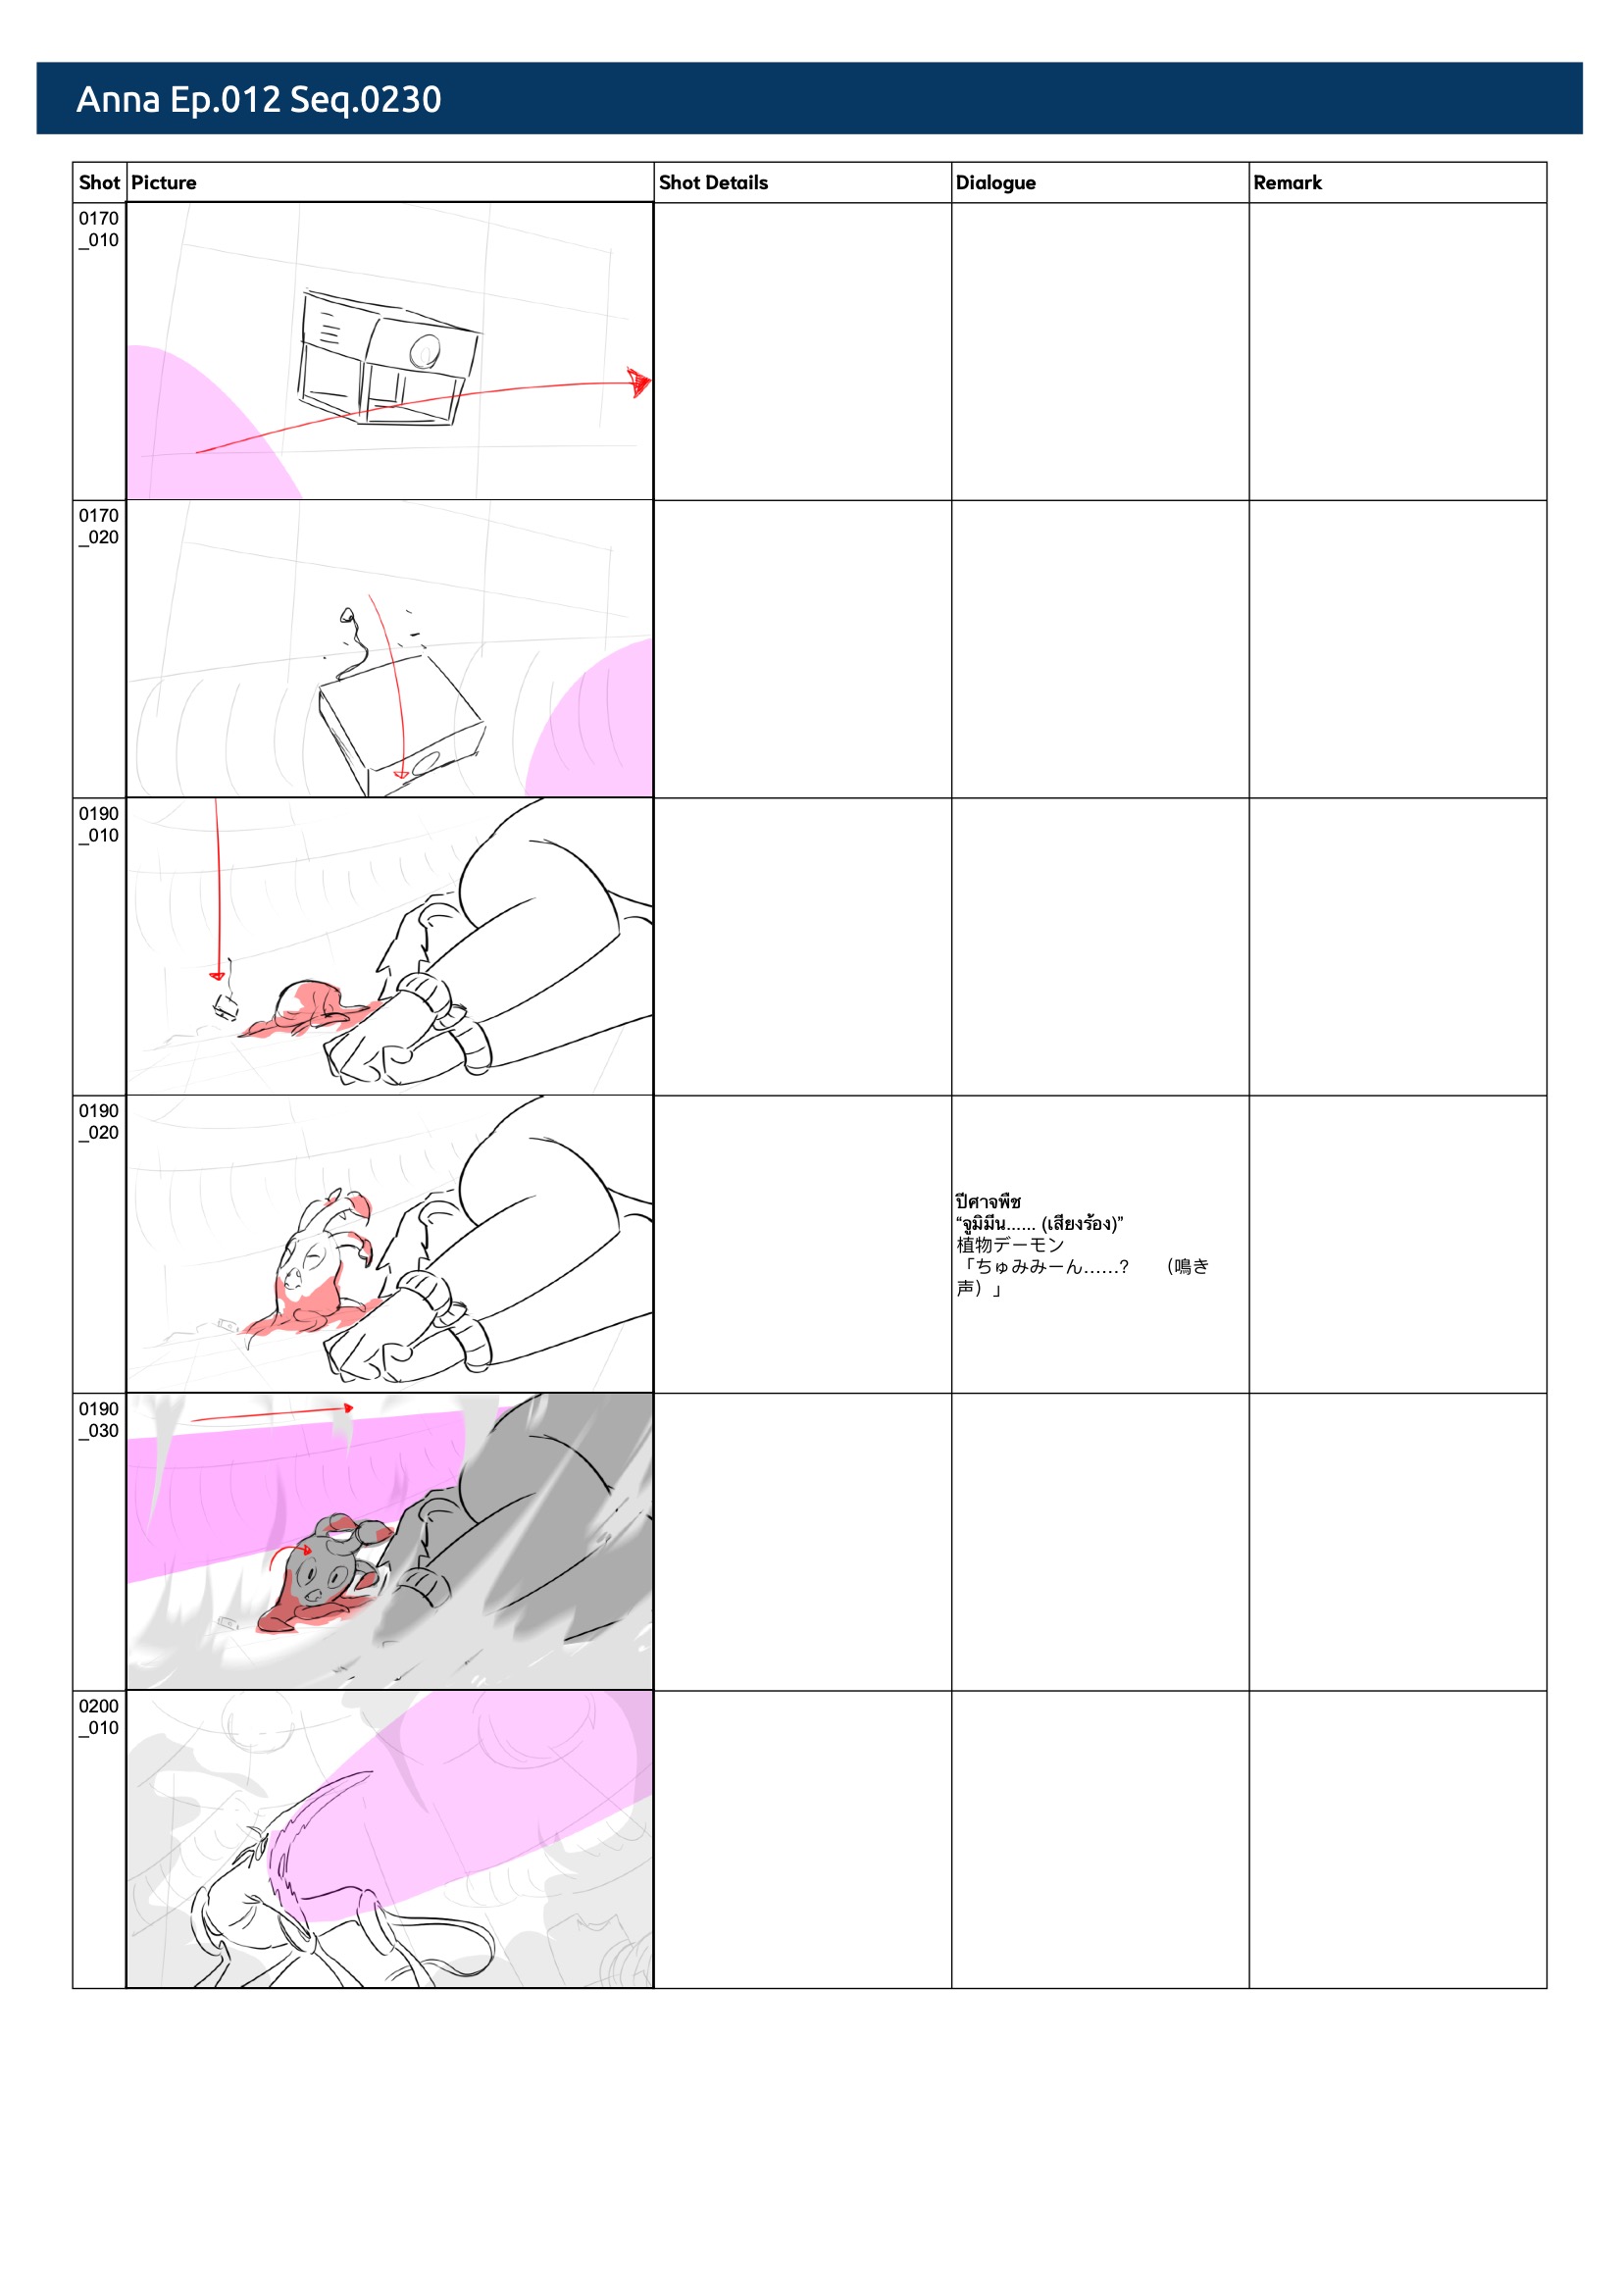 Anna Ep.012 Seq.0230
Shot Picture Shot Details Dialogue Remark
0170
_010
0170
_020
0190
_010
0190
_020
ปีศาจพืช
“จูมิมีน...... (เสียงร้อง)”
植物デーモン
「ちゅみみーん……?　（鳴き
声）」
0190
_030
0200
_010